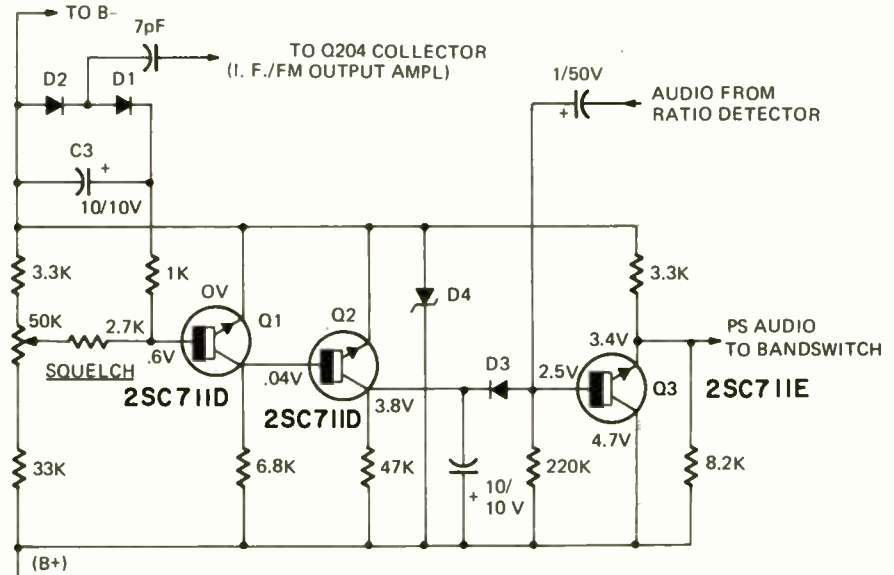 TO B-
7pF
TO Q204 COLLECTOR
(I. F./FM OUTPUT AMPL)
D2
D1
1/50V
+
AUDIO FROM
RATIO DETECTOR
C3
+
10/10V
3.3K
1K
0V
Q1
Q2
D4
3.3K
50K
2.7K
.6V
SQUELCH
2SC711D
.04V
2SC711D
3.8V
D3
2.5V
3.4V
Q3
4.7V
PS AUDIO
TO BANDSWITCH
2SC711E
33K
6.8K
47K
+
10/
10 V
220K
8.2K
(B+)